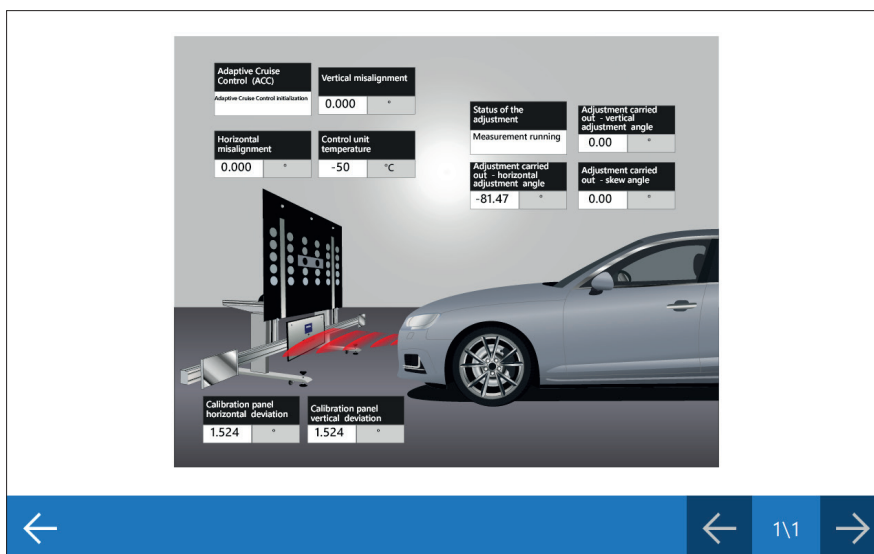 Adaptive Cruise
Control (ACC)
Adaptive Cruise Control initialization
Vertical misalignment
0.000 °
Horizontal
misalignment
0.000 °
Control unit
temperature
-50 °C
Status of the
adjustment
Measurement running
Adjustment carried
out - vertical
adjustment angle
0.00 °
Adjustment carried
out - horizontal
adjustment angle
-81.47 °
Adjustment carried
out - skew angle
0.00 °
Calibration panel
horizontal deviation
1.524 °
Calibration panel
vertical deviation
1.524 °
1\1